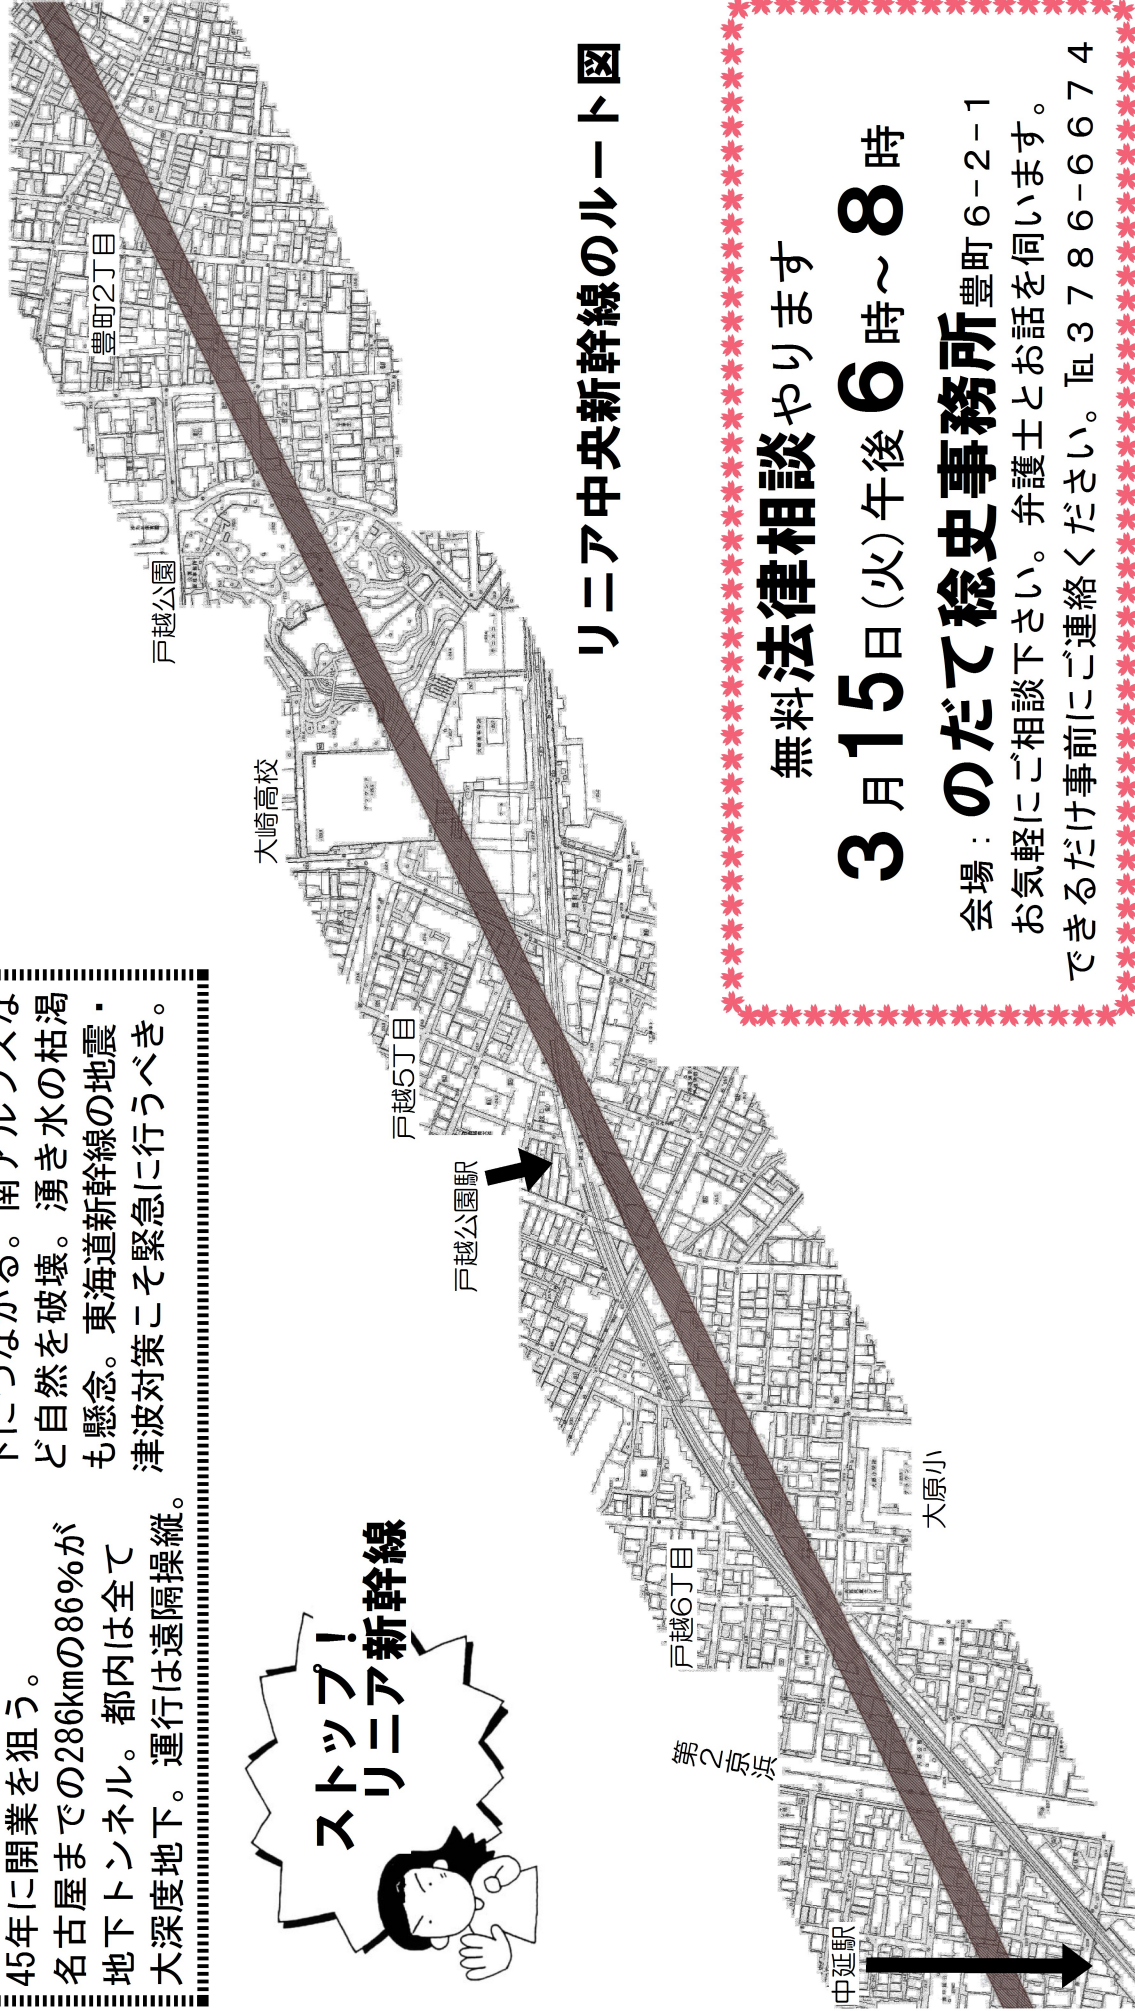 45年に開業を狙う。
名古屋までの286kmの86%が
地下トンネル。都内は全て
大深度地下。運行は遠隔操縦。
ど自然を破壊。湧き水の枯渇
も懸念。東海道新幹線の地震・
津波対策こそ緊急に行うべき。
ストップ！
リニア新幹線
リニア中央新幹線のルート図
中延駅
第２京浜
戸越6丁目
大原小
戸越公園駅
戸越5丁目
大崎高校
戸越公園
豊町2丁目
無料法律相談やります
3月15日(火)午後6時～8時
会場：のだて稔史事務所豊町６-２-１
お気軽にご相談下さい。弁護士とお話を伺います。
できるだけ事前にご連絡ください。℡３７８６-６６７４